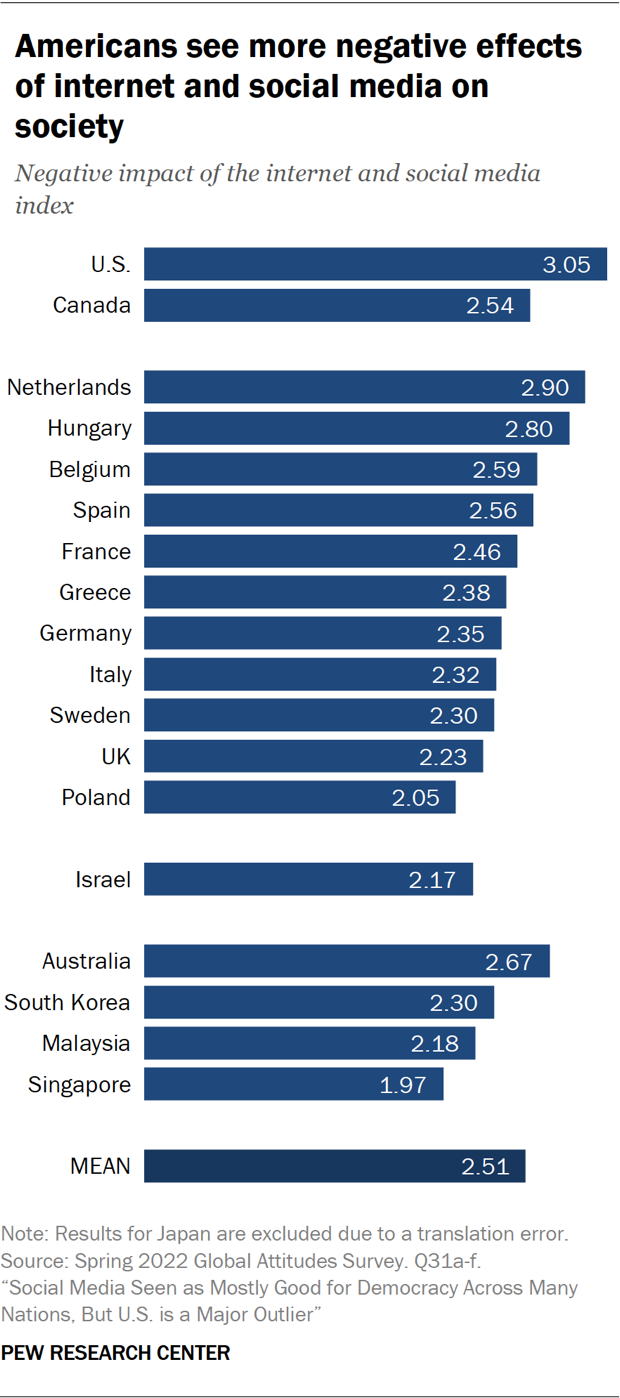 Americans see more negative effects
of internet and social media on
society
Negative impact of the internet and social media
index
U.S. 3.05
Canada 2.54
Netherlands 2.90
Hungary 2.80
Belgium 2.59
Spain 2.56
France 2.46
Greece 2.38
Germany 2.35
Italy 2.32
Sweden 2.30
UK 2.23
Poland 2.05
Israel 2.17
Australia 2.67
South Korea 2.30
Malaysia 2.18
Singapore 1.97
MEAN 2.51
Note: Results for Japan are excluded due to a translation error.
Source: Spring 2022 Global Attitudes Survey. Q31a-f.
“Social Media Seen as Mostly Good for Democracy Across Many
Nations, But U.S. is a Major Outlier”
PEW RESEARCH CENTER